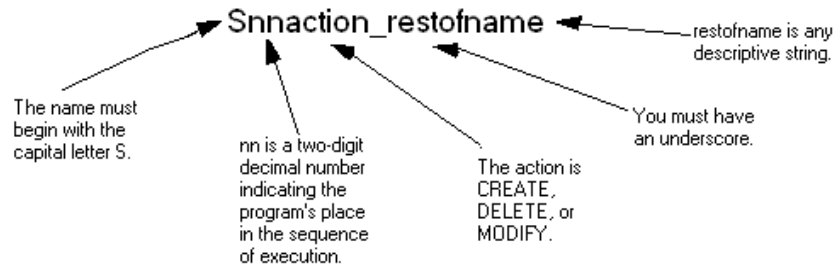 Snnaction_restofname
restofname is any
descriptive string.
The name must
begin with the
capital letter S.
nn is a two-digit
decimal number
indicating the
program's place
in the sequence
of execution.
The action is
CREATE,
DELETE, or
MODIFY.
You must have
an underscore.